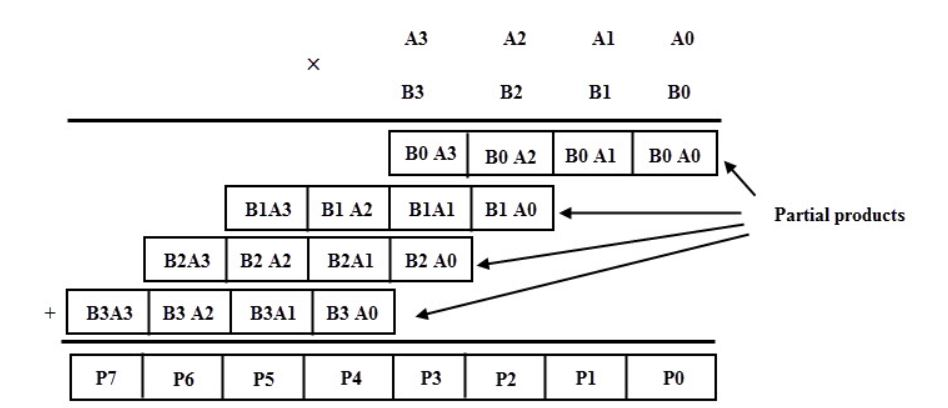 A3 A2 A1 A0
×
B3 B2 B1 B0
B0 A3 B0 A2 B0 A1 B0 A0
B1A3 B1 A2 B1A1 B1 A0
Partial products
B2A3 B2 A2 B2A1 B2 A0
+ B3A3 B3 A2 B3A1 B3 A0
P7 P6 P5 P4 P3 P2 P1 P0